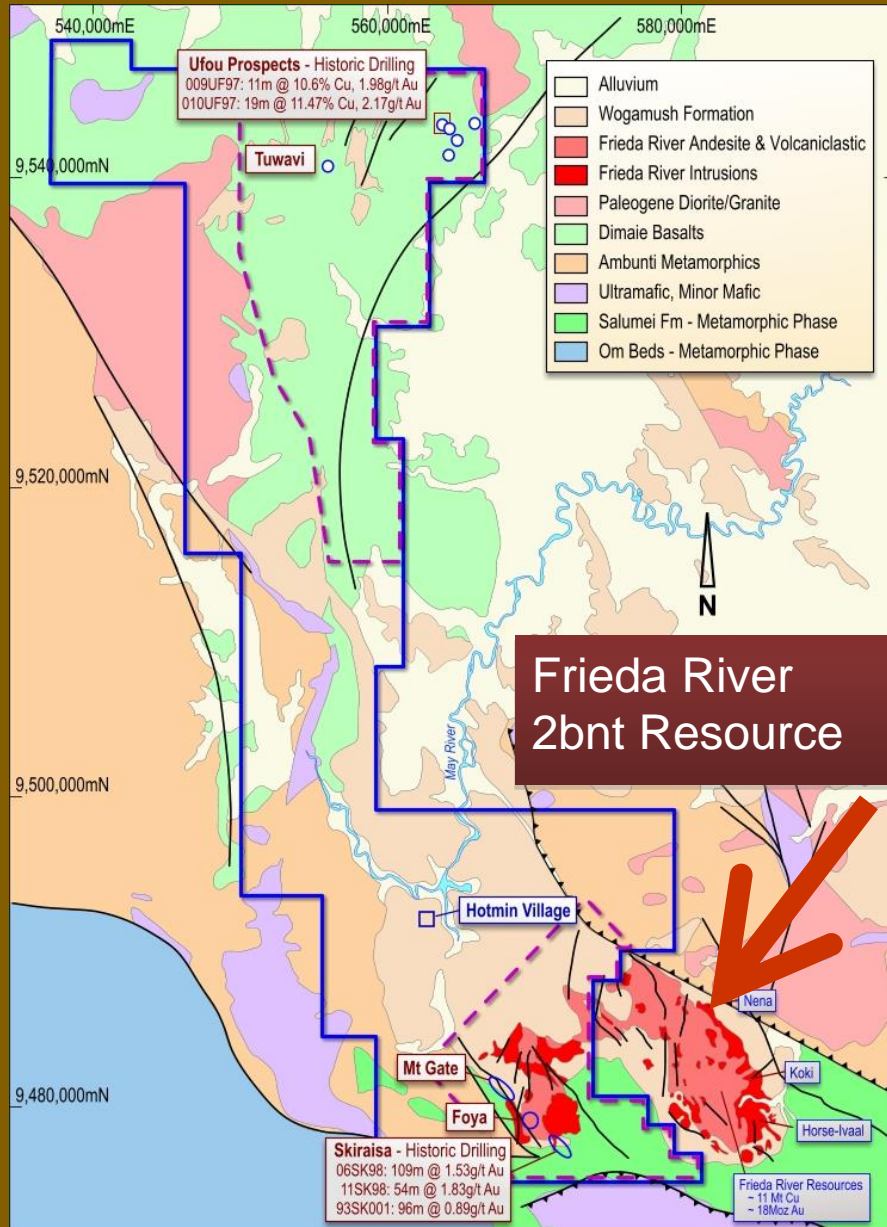 540,000mE
560,000mE
580,000mE
Ufou Prospects - Historic Drilling
009UF97: 11m @ 10.6% Cu, 1.98g/t Au
010UF97: 19m @ 11.47% Cu, 2.17g/t Au
Alluvium
Wogamush Formation
Frieda River Andesite & Volcaniclastic
Frieda River Intrusions
Paleogene Diorite/Granite
Dimaie Basalts
Ambunti Metamorphics
Ultramafic, Minor Mafic
Salumei Fm - Metamorphic Phase
Om Beds - Metamorphic Phase
Tuwavi
9,540,000mN
9,520,000mN
N
Frieda River
2bnt Resource
May River
9,500,000mN
Hotmin Village
Nena
Mt Gate
Koki
9,480,000mN
Foya
Horse-Ivaal
Skiraisa - Historic Drilling
06SK98: 109m @ 1.53g/t Au
11SK98: 54m @ 1.83g/t Au
93SK001: 96m @ 0.89g/t Au
Frieda River Resources
~ 11 Mt Cu
~ 18Moz Au